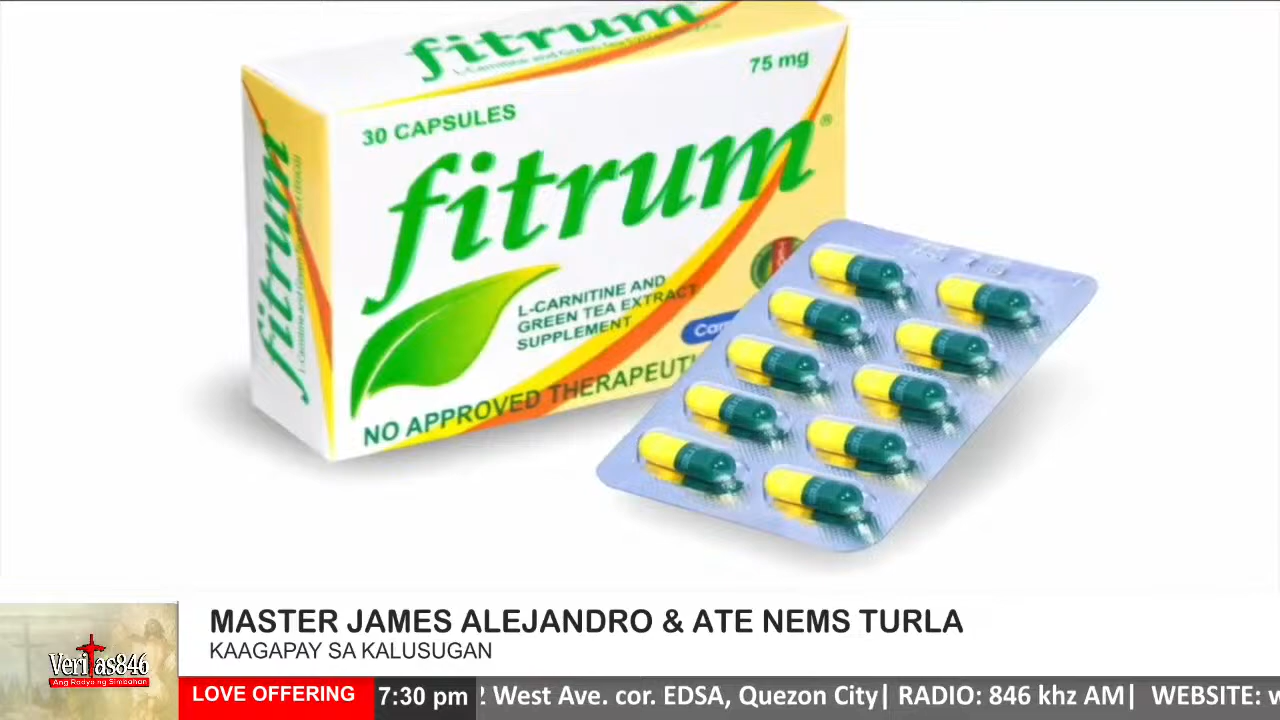 fitrum
75 mg
30 CAPSULES
fitrum®
fitrum
L-CARNITINE AND
GREEN TEA EXTRACT
SUPPLEMENT
NO APPROVED
MASTER JAMES ALEJANDRO & ATE NEMS TURLA
KAAGAPAY SA KALUSUGAN
Veritas846
Ang Radyo ng Simbahan
LOVE OFFERING
7:30 pm
West Ave. cor. EDSA, Quezon City| RADIO: 846 khz AM| WEBSITE: